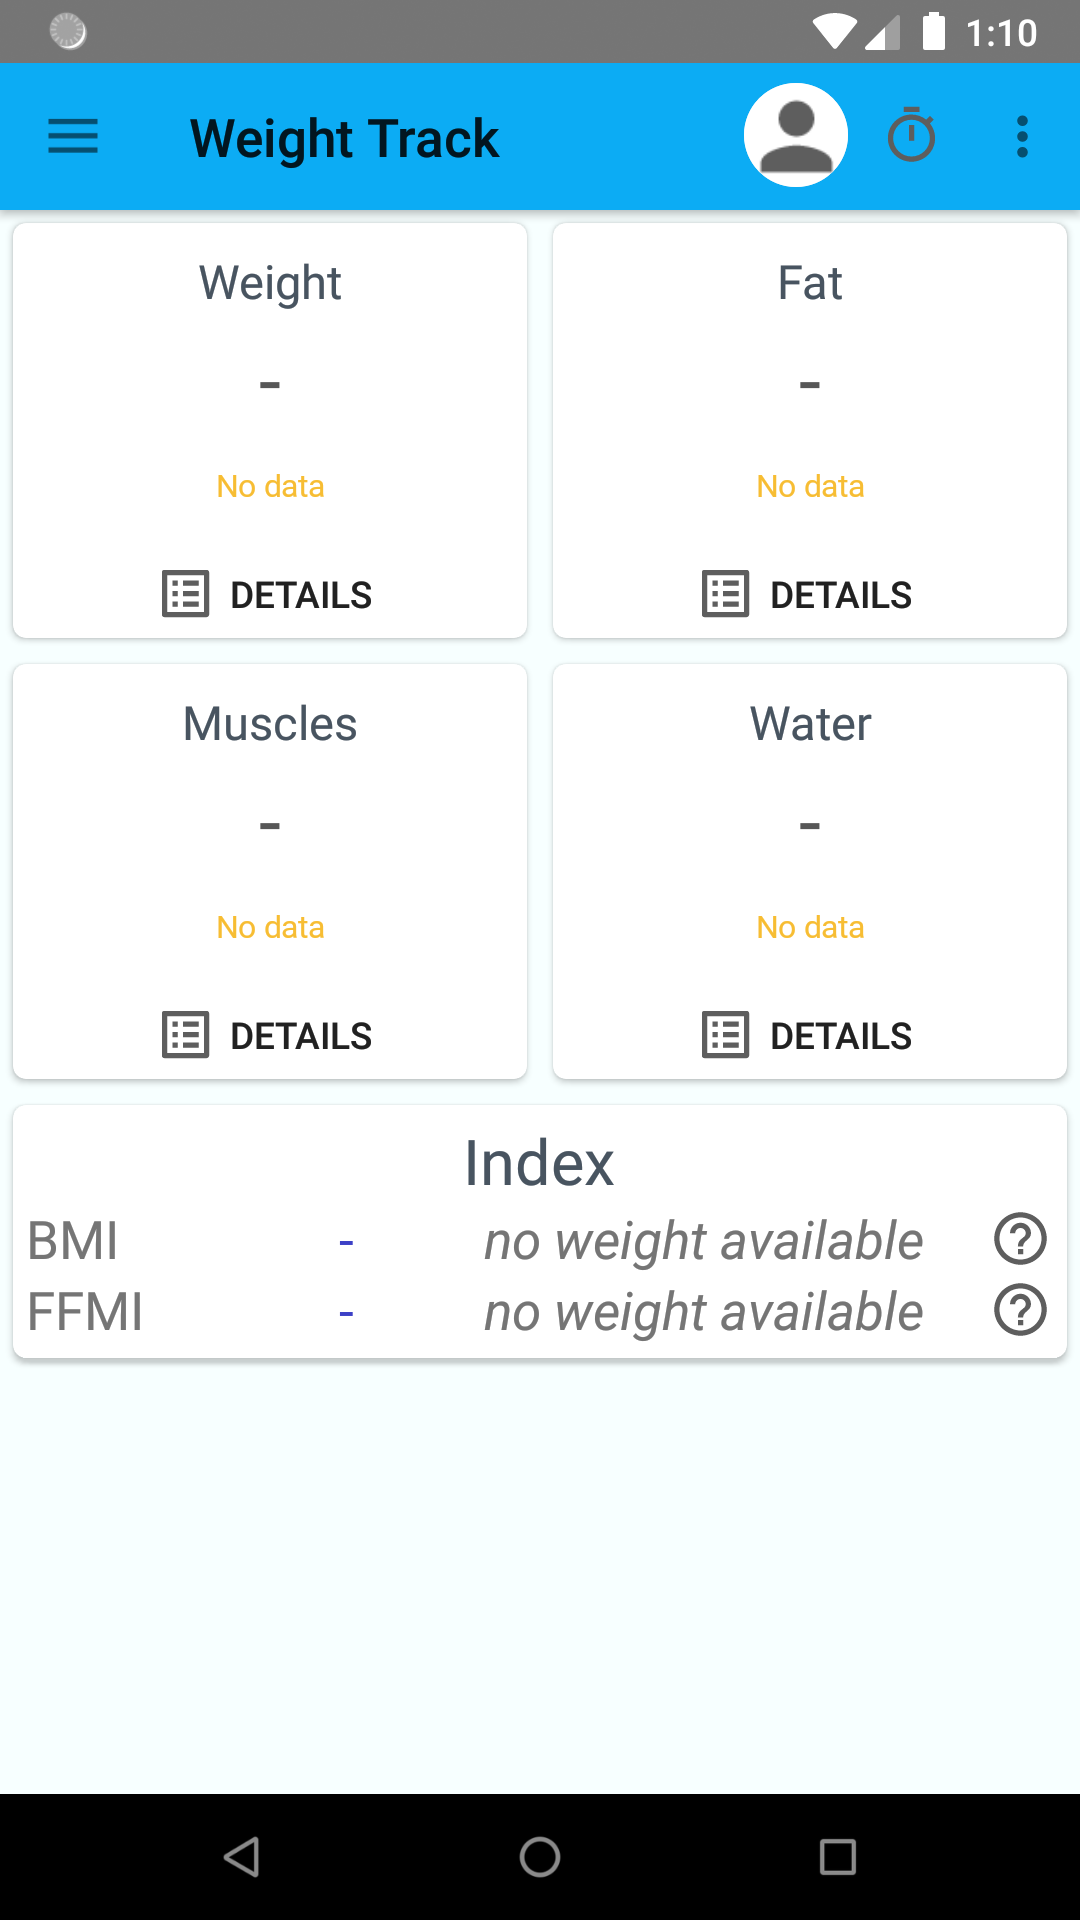 1:10
Weight Track
Weight
-
No data
DETAILS
Fat
-
No data
DETAILS
Muscles
-
No data
DETAILS
Water
-
No data
DETAILS
Index
BMI - no weight available ?
FFMI - no weight available ?